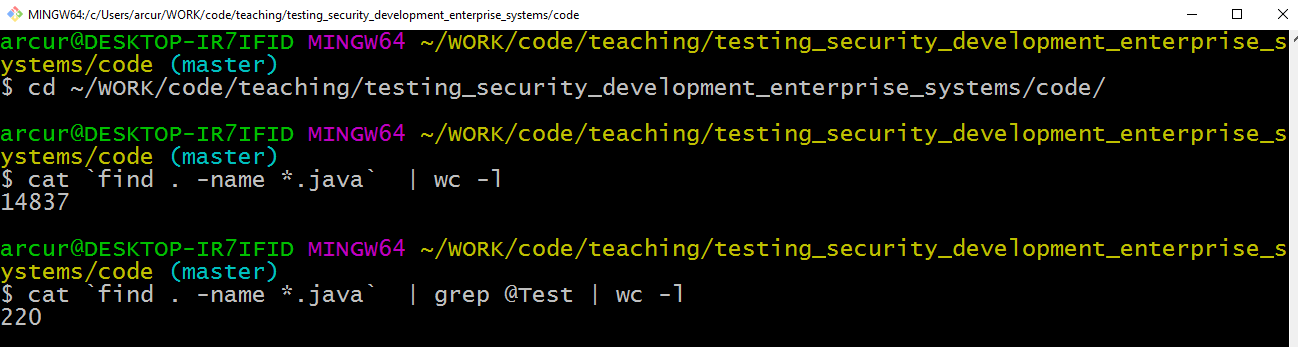 MINGW64:/c/Users/arcur/WORK/code/teaching/testing_security_development_enterprise_systems/code
arcur@DESKTOP-IR7IFID MINGW64 ~/WORK/code/teaching/testing_security_development_enterprise_s
ystems/code (master)
$ cd ~/WORK/code/teaching/testing_security_development_enterprise_systems/code/
arcur@DESKTOP-IR7IFID MINGW64 ~/WORK/code/teaching/testing_security_development_enterprise_s
ystems/code (master)
$ cat `find . -name *.java`  | wc -l
14837
arcur@DESKTOP-IR7IFID MINGW64 ~/WORK/code/teaching/testing_security_development_enterprise_s
ystems/code (master)
$ cat `find . -name *.java`  | grep @Test | wc -l
220